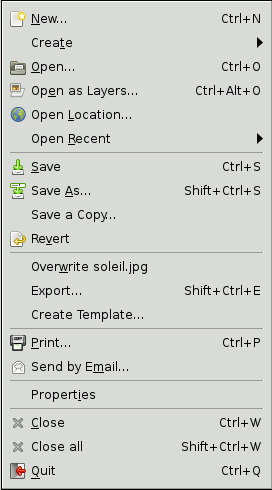 New... Ctrl+N
Create
Open... Ctrl+O
Open as Layers... Ctrl+Alt+O
Open Location...
Open Recent
Save Ctrl+S
Save As... Shift+Ctrl+S
Save a Copy...
Revert
Overwrite soleil.jpg
Export... Shift+Ctrl+E
Create Template...
Print... Ctrl+P
Send by Email...
Properties
Close Ctrl+W
Close all Shift+Ctrl+W
Quit Ctrl+Q